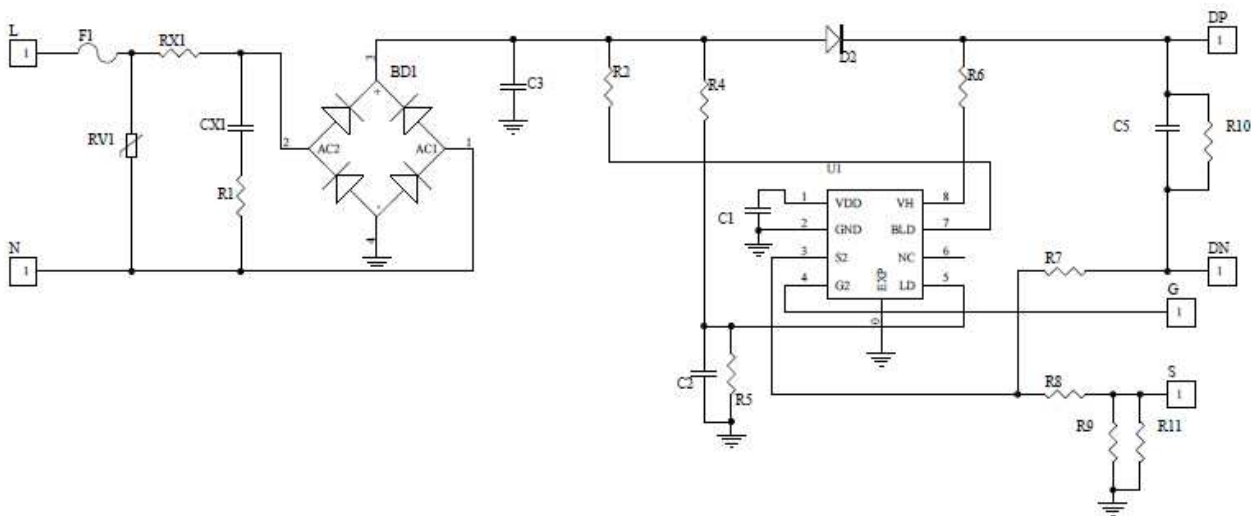 L
1
F1
RX1
RV1
CX1
R1
N
1
BD1
3
+
2
AC2
AC1
1
-
4
C3
R2
R4
D2
R6
DP
1
C5
R10
U1
C1
1
VDD
VH
8
2
GND
BLD
7
3
S2
NC
6
4
G2
EXP
LD
5
0
R7
DN
1
G
1
C2
R5
R8
S
1
R9
R11